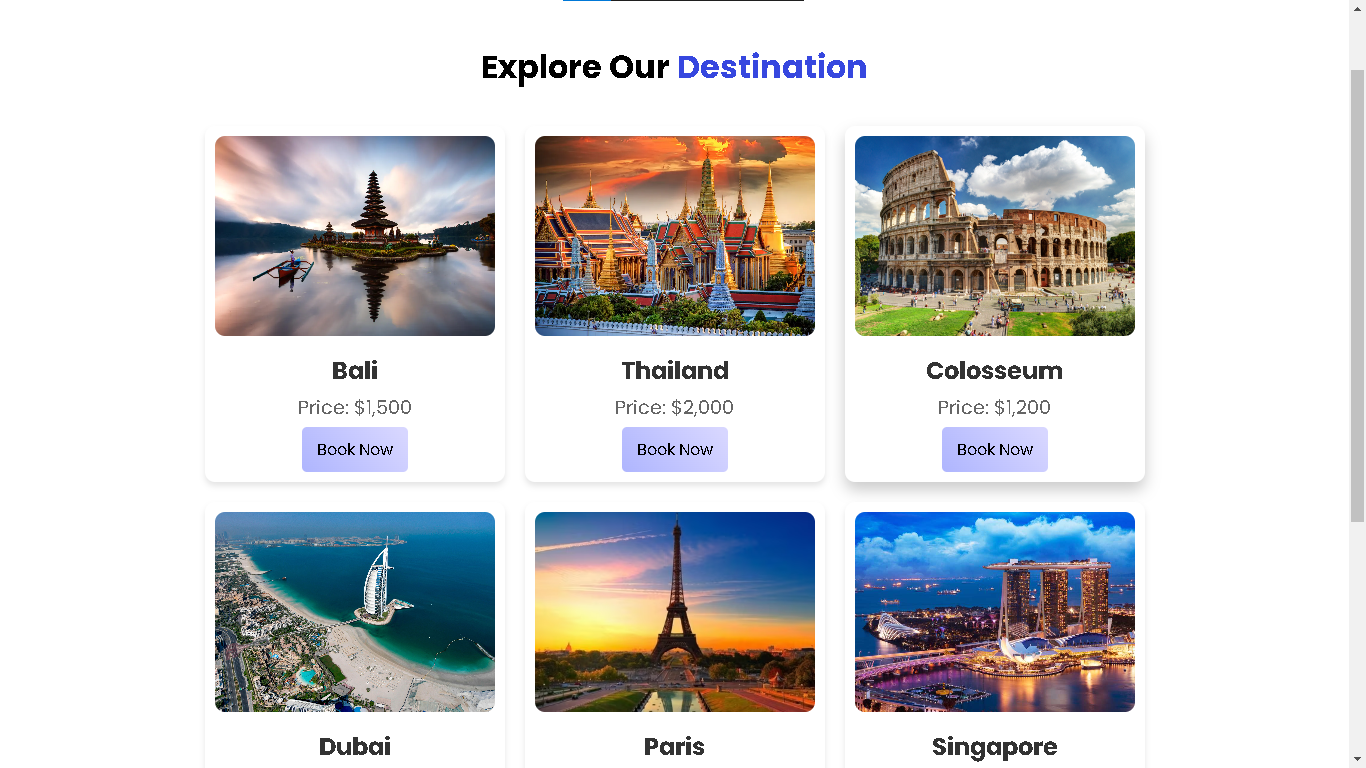 Explore Our Destination
Bali
Price: $1,500
Book Now
Thailand
Price: $2,000
Book Now
Colosseum
Price: $1,200
Book Now
Dubai
Paris
Singapore